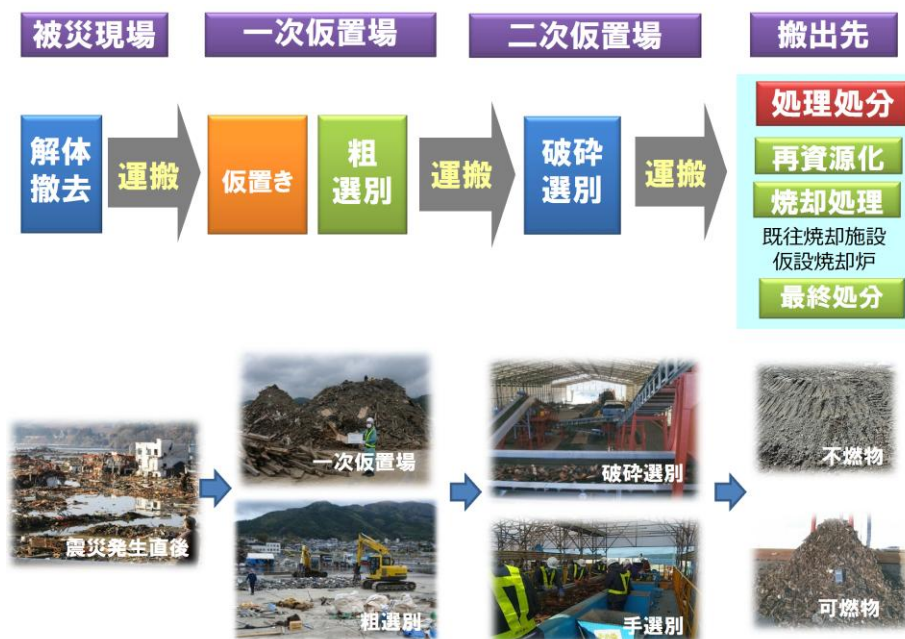 被災現場
一次仮置場
二次仮置場
搬出先
解体
撤去
運搬
仮置き
粗
選別
運搬
破砕
選別
運搬
処理処分
再資源化
焼却処理
既往焼却施設
仮設焼却炉
最終処分
震災発生直後
一次仮置場
粗選別
破砕選別
手選別
不燃物
可燃物